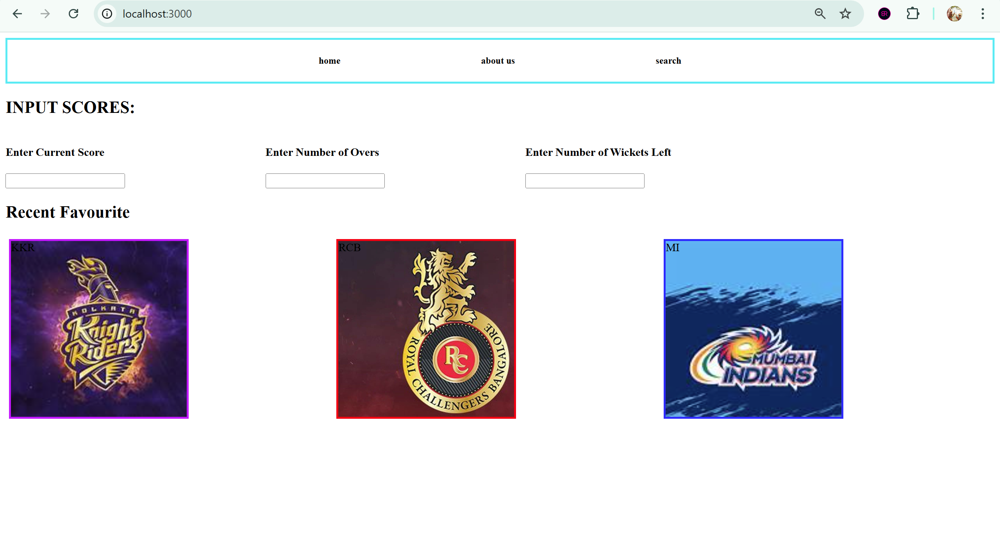 localhost:3000
BR
home about us search
INPUT SCORES:
Enter Current Score Enter Number of Overs Enter Number of Wickets Left
Recent Favourite
KKR
KOLKATA
Knight
Riders
RCB
RC
ROYAL CHALLENGERS BANGALORE
MI
MUMBAI
INDIANS